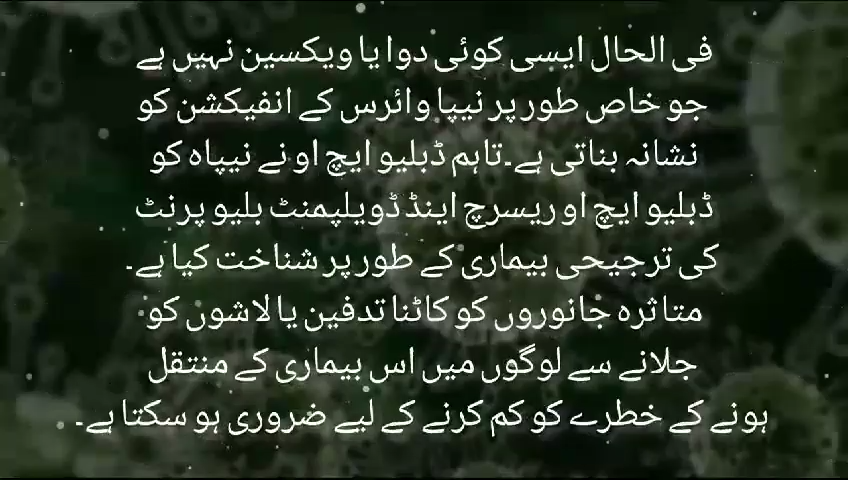 فی الحال ایسی کوئی دوا یا ویکسین نہیں ہے
جو خاص طور پر نیپا وائرس کے انفیکشن کو
نشانہ بناتی ہے۔تاہم ڈبلیو ایچ او نے نیپاہ کو
ڈبلیو ایچ او ریسرچ اینڈ ڈویلپمنٹ بلیو پرنٹ
کی ترجیحی بیماری کے طور پر شناخت کیا ہے۔
متاثرہ جانوروں کو کاٹنا تدفین یا لاشوں کو
جلانے سے لوگوں میں اس بیماری کے منتقل
ہونے کے خطرے کو کم کرنے کے لیے ضروری ہو سکتا ہے۔